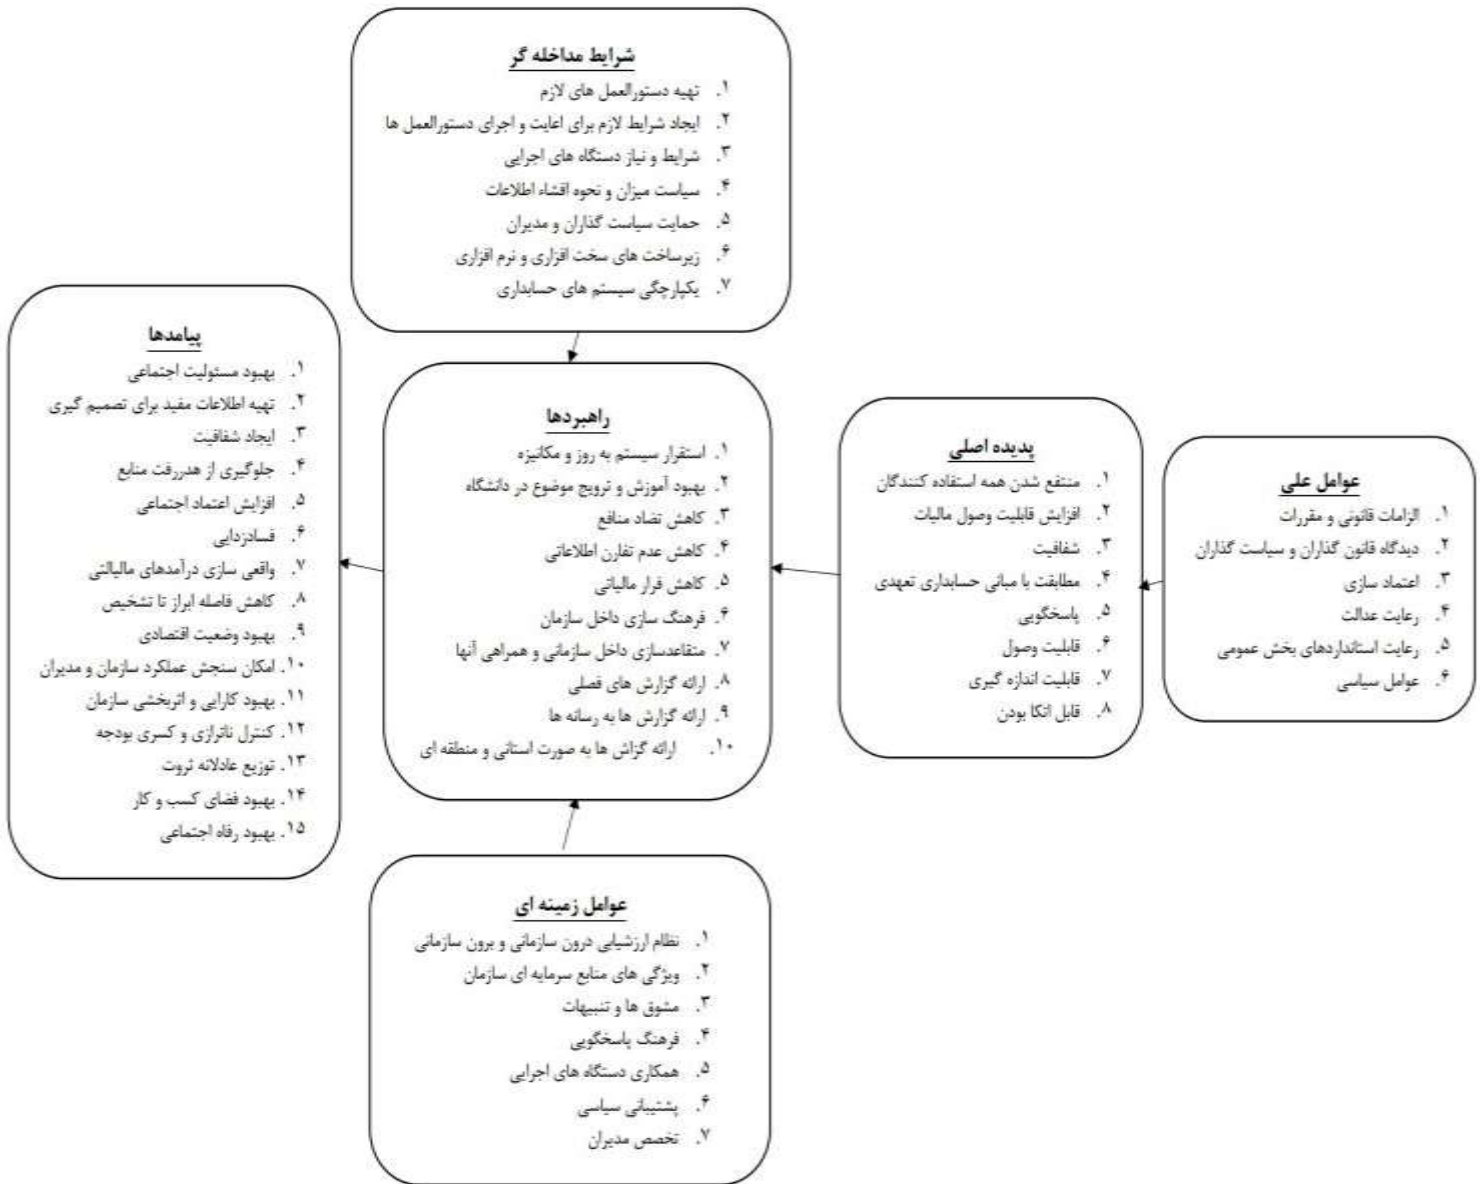 شرایط مداخله گر
۱. تهیه دستورالعمل های لازم
۲. ایجاد شرایط لازم برای اعایت و اجرای دستورالعمل ها
۳. شرایط و نیاز دستگاه های اجرایی
۴. سیاست میزان و نحوه افشاء اطلاعات
۵. حمایت سیاست گذاران و مدیران
۶. زیرساخت های سخت افزاری و نرم افزاری
۷. یکپارچگی سیستم های حسابداری
عوامل علی
۱. الزامات قانونی و مقررات
۲. دیدگاه قانون گذاران و سیاست گذاران
۳. اعتماد سازی
۴. رعایت عدالت
۵. رعایت استانداردهای بخش عمومی
۶. عوامل سیاسی
پدیده اصلی
۱. منتفع شدن همه استفاده کنندگان
۲. افزایش قابلیت وصول مالیات
۳. شفافیت
۴. مطابقت با مبانی حسابداری تعهدی
۵. پاسخگویی
۶. قابلیت وصول
۷. قابلیت اندازه گیری
۸. قابل اتکا بودن
راهبردها
۱. استقرار سیستم به روز و مکانیزه
۲. بهبود آموزش و ترویج موضوع در دانشگاه
۳. کاهش تضاد منافع
۴. کاهش عدم تقارن اطلاعاتی
۵. کاهش فرار مالیاتی
۶. فرهنگ سازی داخل سازمان
۷. متقاعدسازی داخل سازمانی و همراهی آنها
۸. ارائه گزارش های فصلی
۹. ارائه گزارش ها به رسانه ها
۱۰. ارائه گزاش ها به صورت استانی و منطقه ای
پیامدها
۱. بهبود مسئولیت اجتماعی
۲. تهیه اطلاعات مفید برای تصمیم گیری
۳. ایجاد شفافیت
۴. جلوگیری از هدررفت منابع
۵. افزایش اعتماد اجتماعی
۶. فسادزدایی
۷. واقعی سازی درآمدهای مالیالتی
۸. کاهش فاصله ابراز تا تشخیص
۹. بهبود وضعیت اقتصادی
۱۰. امکان سنجش عملکرد سازمان و مدیران
۱۱. بهبود کارایی و اثربخشی سازمان
۱۲. کنترل ناترازی و کسری بودجه
۱۳. توزیع عادلانه ثروت
۱۴. بهبود فضای کسب و کار
۱۵. بهبود رفاه اجتماعی
عوامل زمینه ای
۱. نظام ارزشیابی درون سازمانی و برون سازمانی
۲. ویژگی های منابع سرمایه ای سازمان
۳. مشوق ها و تنبیهات
۴. فرهنگ پاسخگویی
۵. همکاری دستگاه های اجرایی
۶. پشتیبانی سیاسی
۷. تخصص مدیران